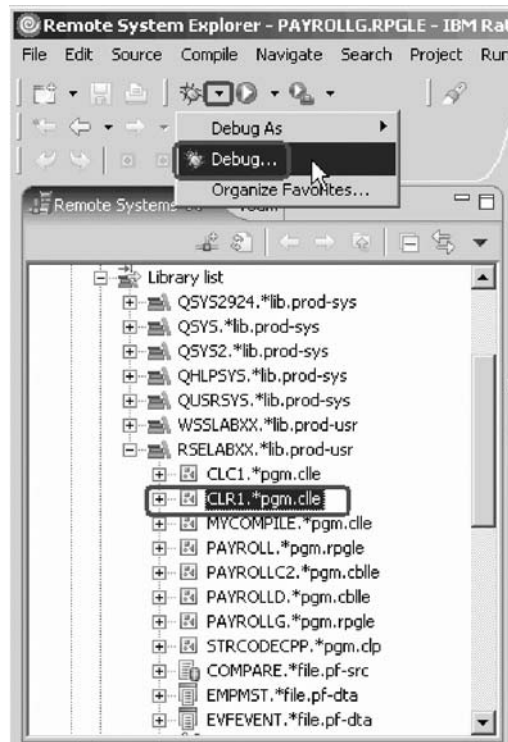 Remote System Explorer - PAYROLLG.RPGLE - IBM Ra
File Edit Source Compile Navigate Search Project Run
Debug As
Debug...
Organize Favorites...
Remote Systems
Library list
QSYS2924.*lib.prod-sys
QSYS.*lib.prod-sys
QSYS2.*lib.prod-sys
QHLPSYS.*lib.prod-sys
QUSRSYS.*lib.prod-sys
WSSLABXX.*lib.prod-usr
RSELABXX.*lib.prod-usr
CLC1.*pgm.clle
CLR1.*pgm.clle
MYCOMPILE.*pgm.clle
PAYROLL.*pgm.rpgle
PAYROLLC2.*pgm.cblle
PAYROLLD.*pgm.cblle
PAYROLLG.*pgm.rpgle
STRCODECPP.*pgm.clp
COMPARE.*file.pf-src
EMPMST.*file.pf-dta
EVFEVENT.*file.pf-dta